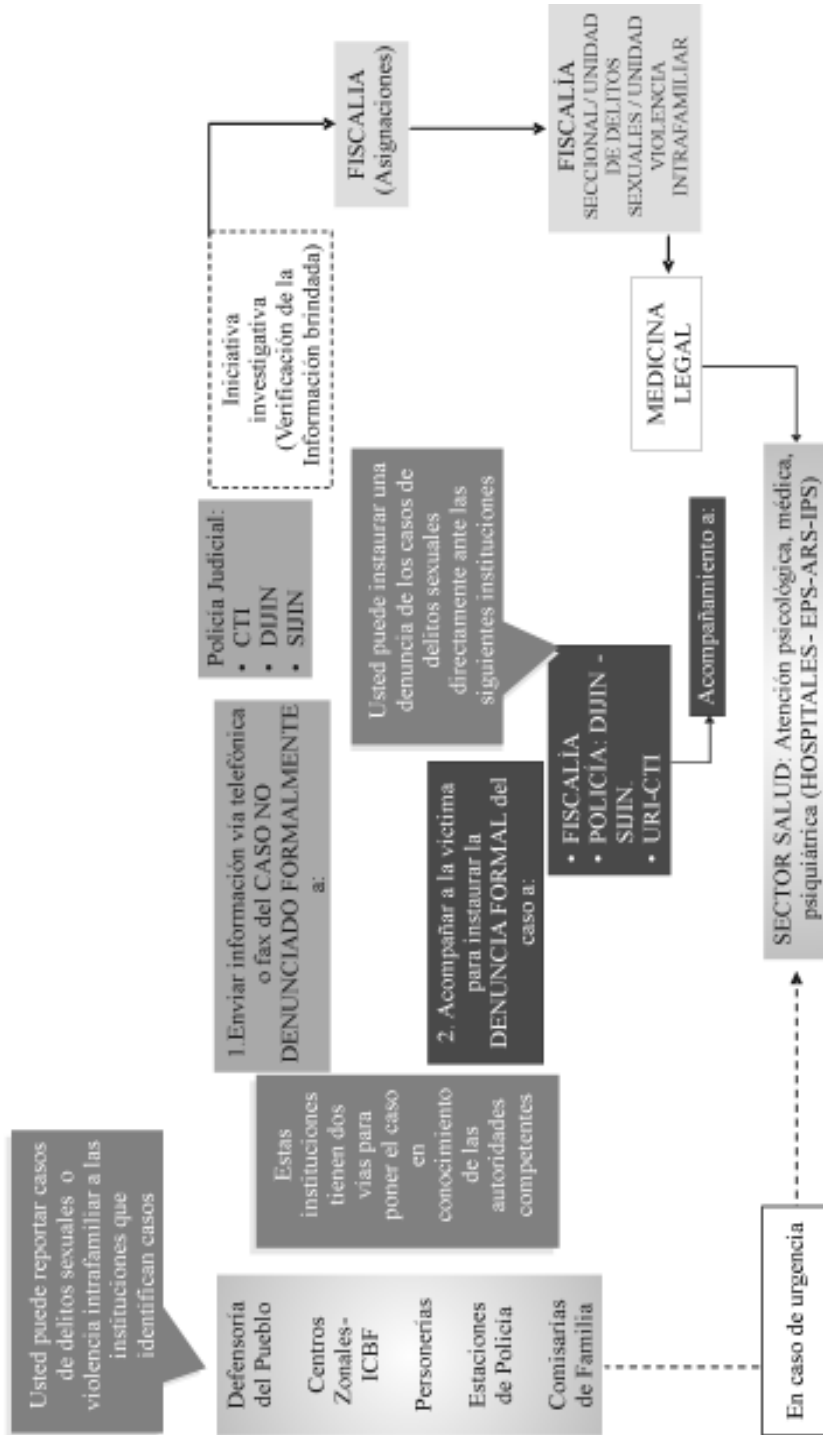 Usted puede reportar casos
de delitos sexuales o
violencia intrafamiliar a las
instituciones que
identifican casos
Defensoría
del Pueblo
Centros
Zonales-
ICBF
Personerías
Estaciones
de Policía
Comisarías
de Familia
Estas
instituciones
tienen dos
vías para
poner el caso
en
conocimiento
de las
autoridades
competentes
1.Enviar información vía telefónica
o fax del CASO NO
DENUNCIADO FORMALMENTE
a:
Policía Judicial:
• CTI
• DIJIN
• SIJIN
Iniciativa
investigativa
(Verificación de la
Información brindada)
FISCALIA
(Asignaciones)
2. Acompañar a la víctima
para instaurar la
DENUNCIA FORMAL del
caso a:
Usted puede instaurar una
denuncia de los casos de
delitos sexuales
directamente ante las
siguientes instituciones
• FISCALÍA
• POLICÍA: DIJIN -
SIJIN.
• URI-CTI
Acompañamiento a:
FISCALÍA
SECCIONAL/ UNIDAD
DE DELITOS
SEXUALES / UNIDAD
VIOLENCIA
INTRAFAMILIAR
MEDICINA
LEGAL
En caso de urgencia
SECTOR SALUD: Atención psicológica, médica,
psiquiátrica (HOSPITALES- EPS-ARS-IPS)